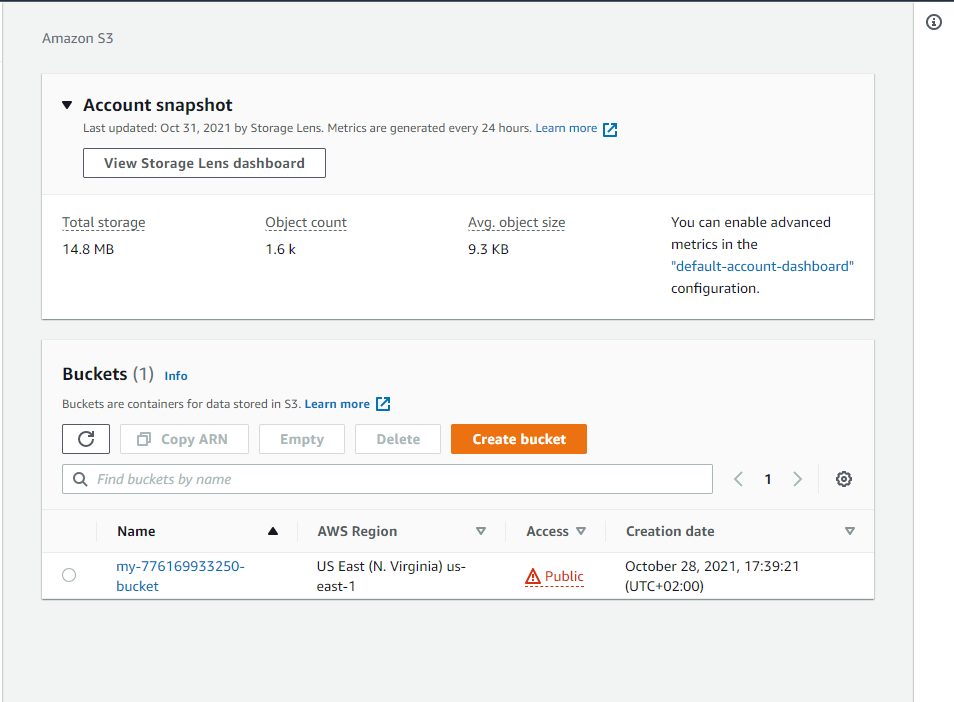 Amazon S3
Account snapshot
Last updated: Oct 31, 2021 by Storage Lens. Metrics are generated every 24 hours. Learn more
View Storage Lens dashboard
Total storage
14.8 MB
Object count
1.6 k
Avg. object size
9.3 KB
You can enable advanced
metrics in the
"default-account-dashboard"
configuration.
Buckets (1) Info
Buckets are containers for data stored in S3. Learn more
Copy ARN Empty Delete Create bucket
Find buckets by name 1
Name AWS Region Access Creation date
my-776169933250-
bucket
US East (N. Virginia) us-
east-1
Public
October 28, 2021, 17:39:21
(UTC+02:00)